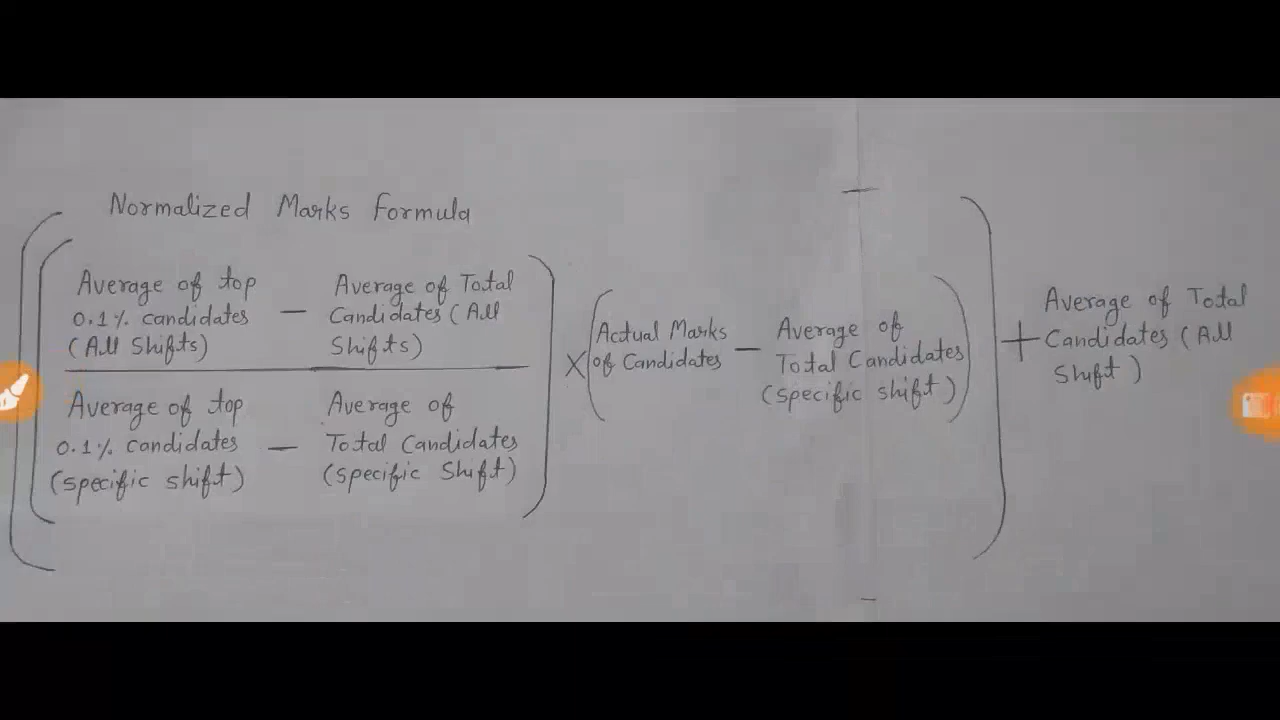 Normalized Marks Formula
Average of top
0.1% candidates
(All Shifts)
—
Average of Total
Candidates (All
Shifts)
Average of top
0.1% candidates
(specific shift)
—
Average of
Total Candidates
(specific Shift)
×
Actual Marks
of Candidates
—
Average of
Total Candidates
(specific shift)
+
Average of Total
Candidates (All
Shift)